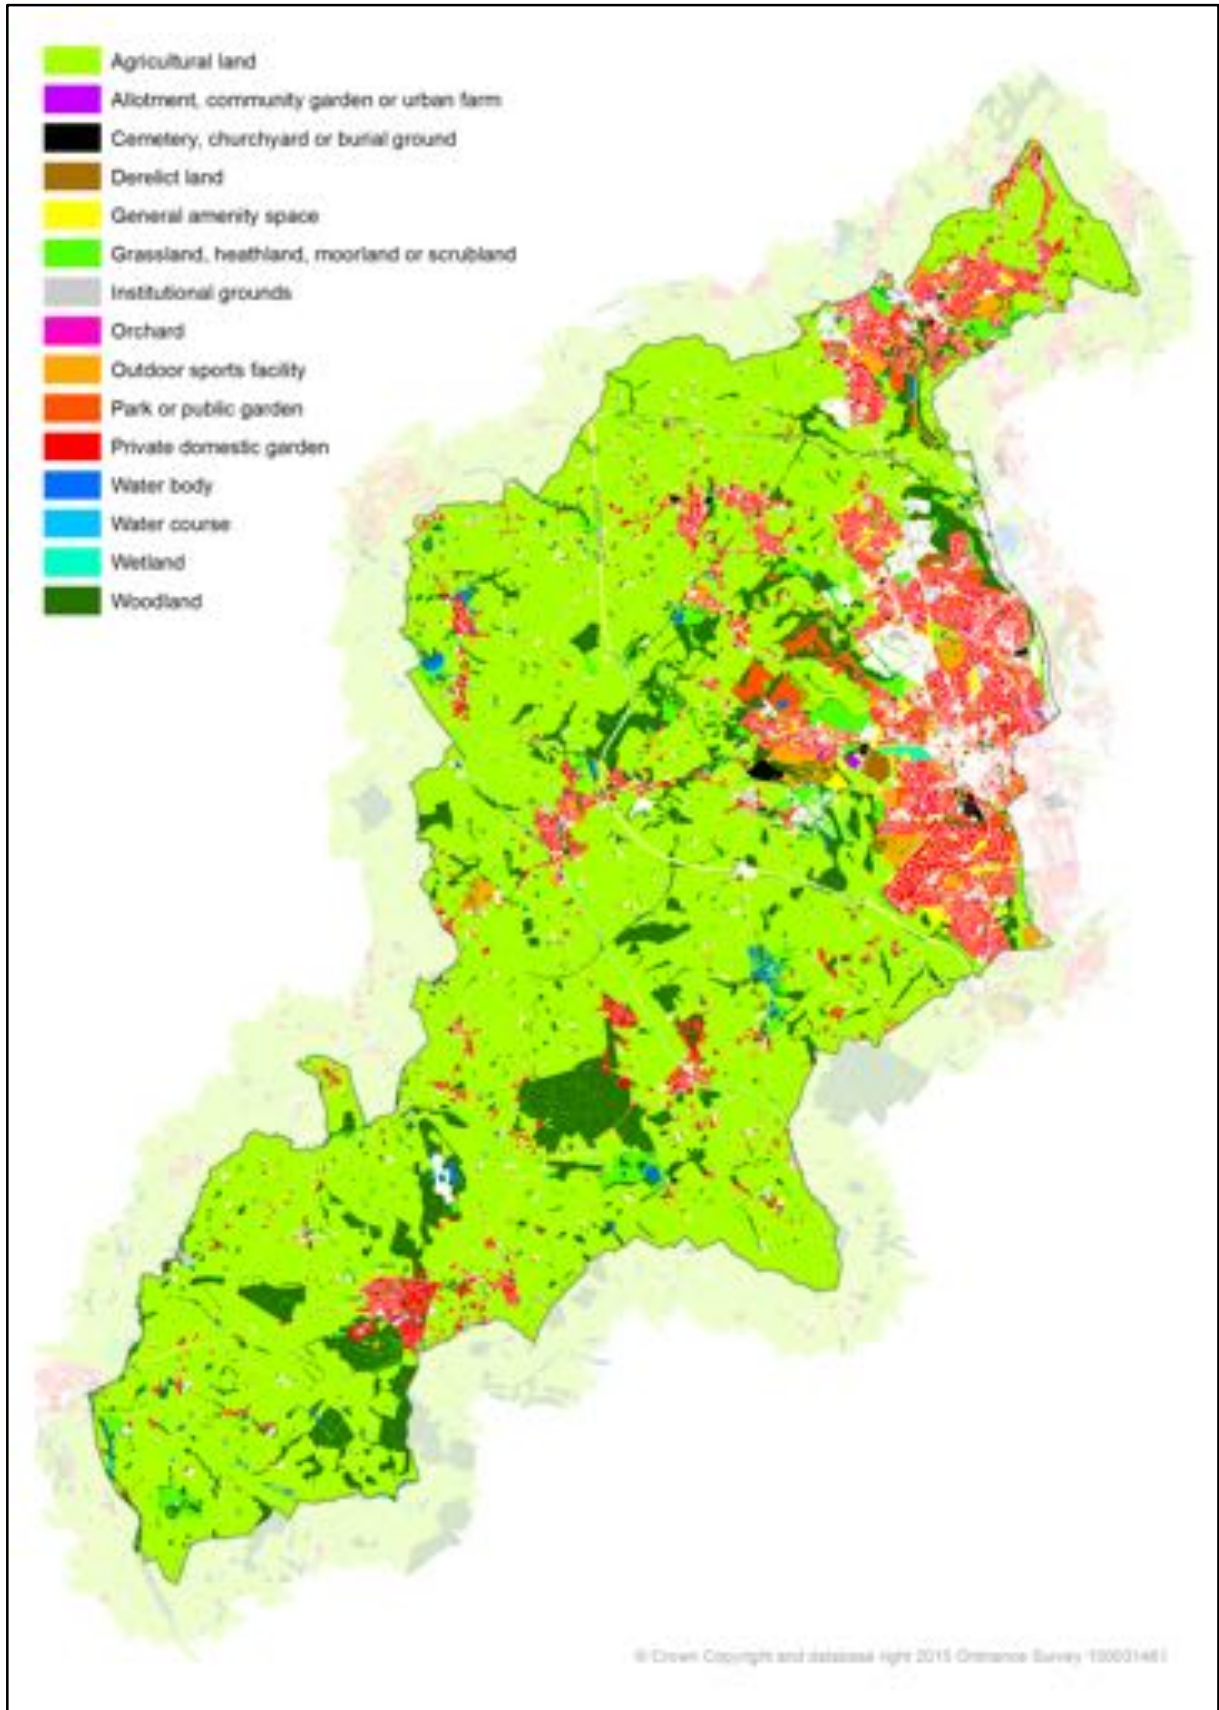 Agricultural land
Allotment, community garden or urban farm
Cemetery, churchyard or burial ground
Derelict land
General amenity space
Grassland, heathland, moorland or scrubland
Institutional grounds
Orchard
Outdoor sports facility
Park or public garden
Private domestic garden
Water body
Water course
Wetland
Woodland
© Crown Copyright and database right 2015 Ordnance Survey